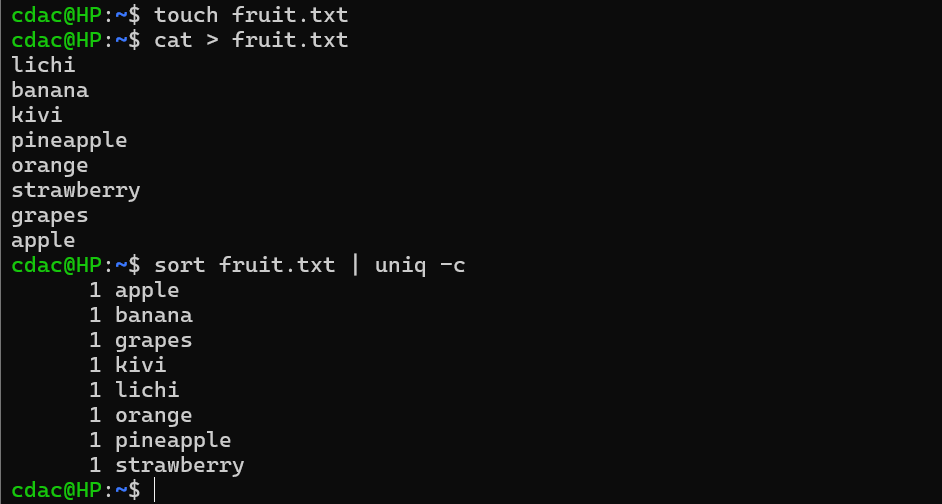 cdac@HP:~$ touch fruit.txt
cdac@HP:~$ cat > fruit.txt
lichi
banana
kivi
pineapple
orange
strawberry
grapes
apple
cdac@HP:~$ sort fruit.txt | uniq -c
      1 apple
      1 banana
      1 grapes
      1 kivi
      1 lichi
      1 orange
      1 pineapple
      1 strawberry
cdac@HP:~$